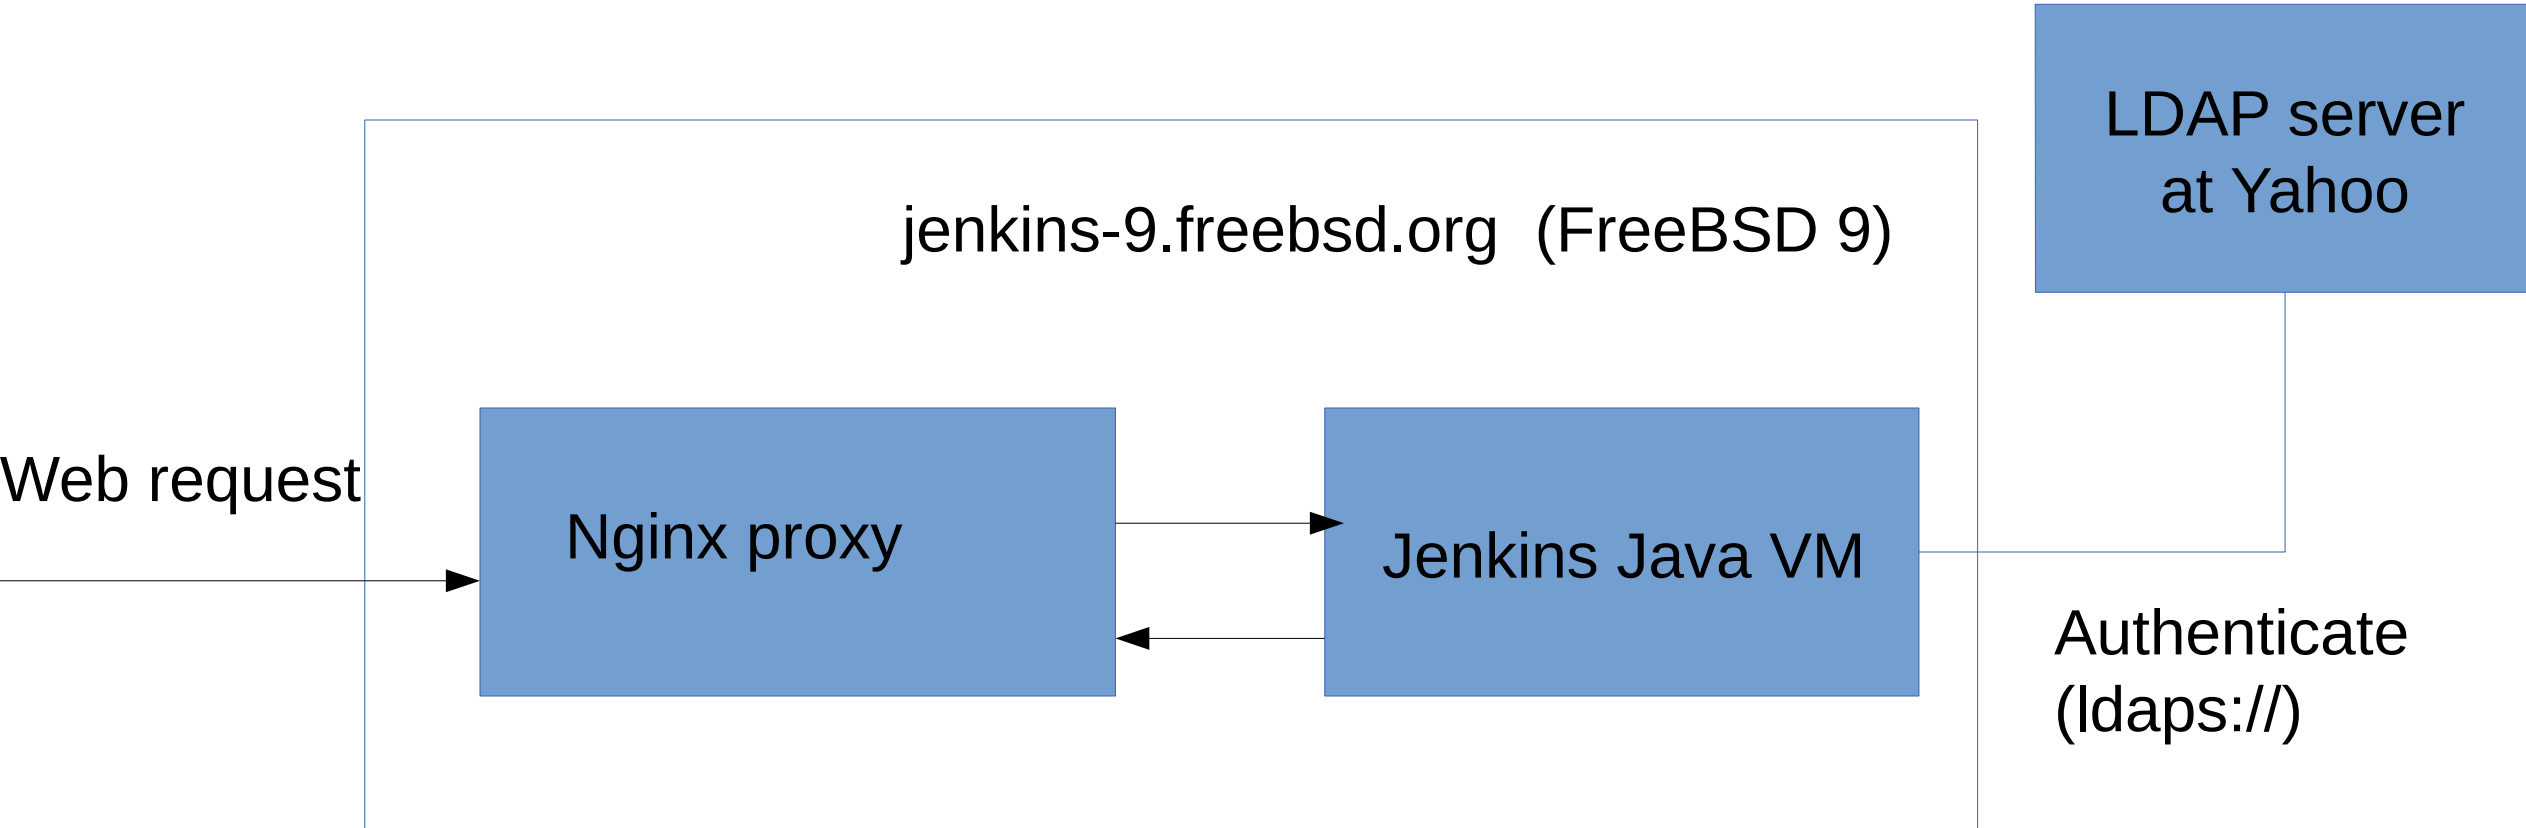 LDAP server
at Yahoo
jenkins-9.freebsd.org  (FreeBSD 9)
Web request
Nginx proxy
Jenkins Java VM
Authenticate
(ldaps://)